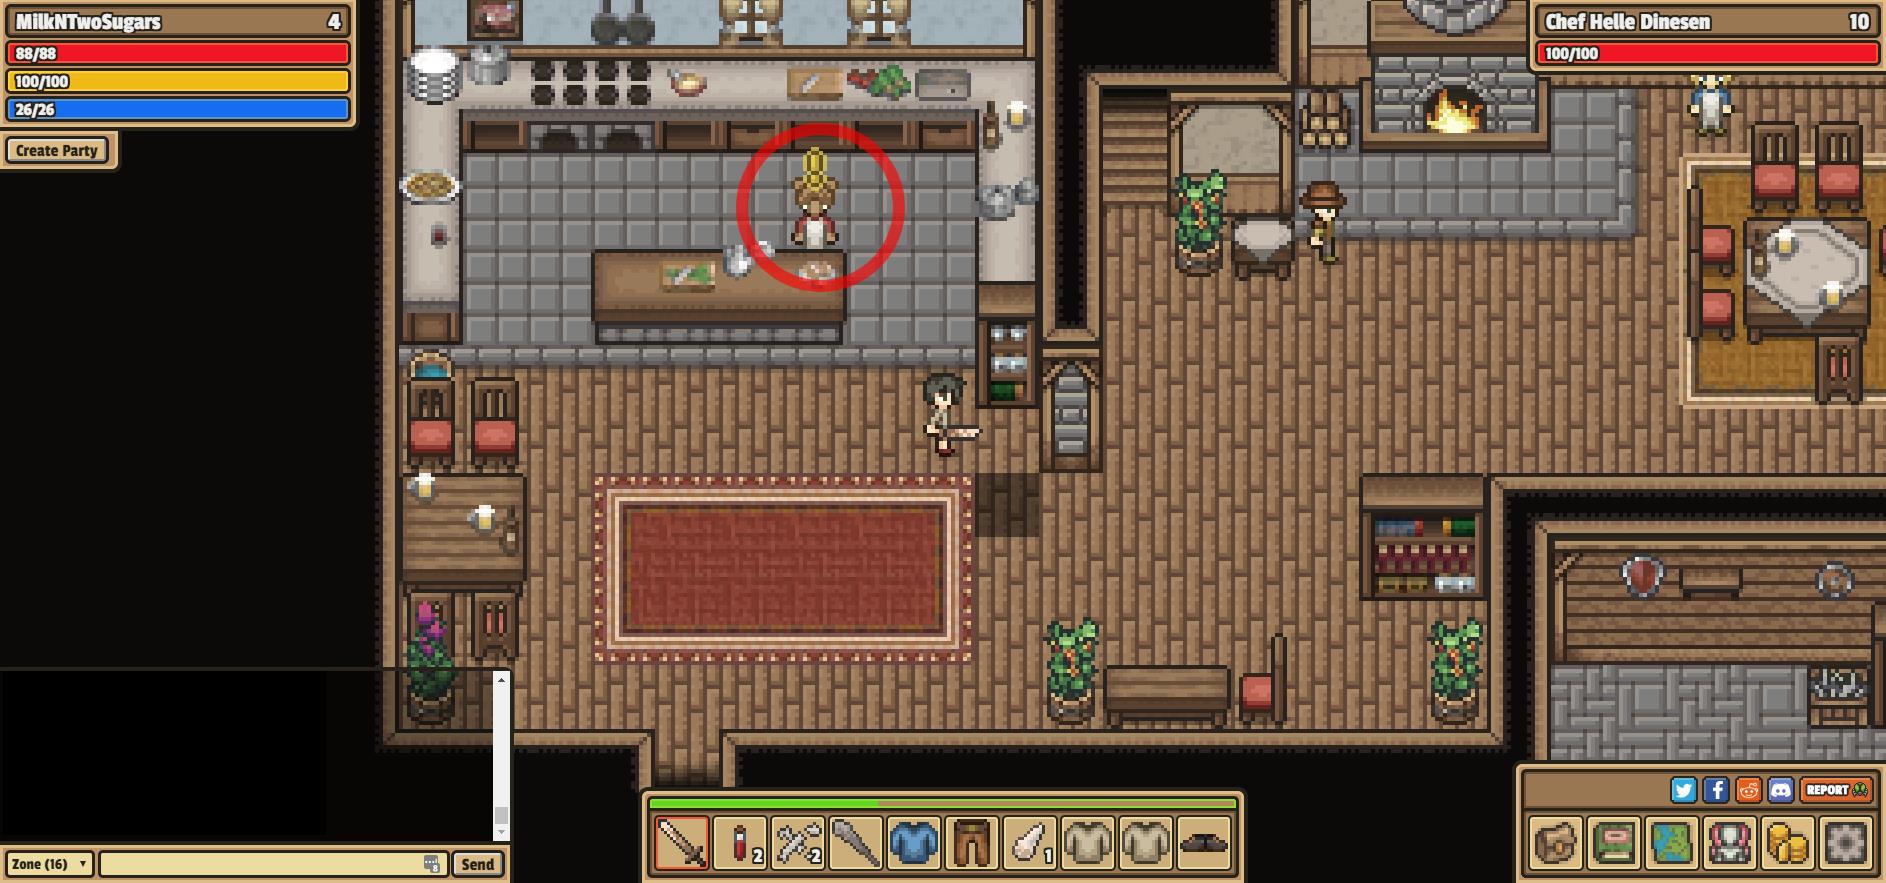 MilkNTwoSugars 4
88/88
100/100
26/26
Create Party
Chef Helle Dinesen 10
100/100
REPORT
2
2
1
Zone (16)
Send